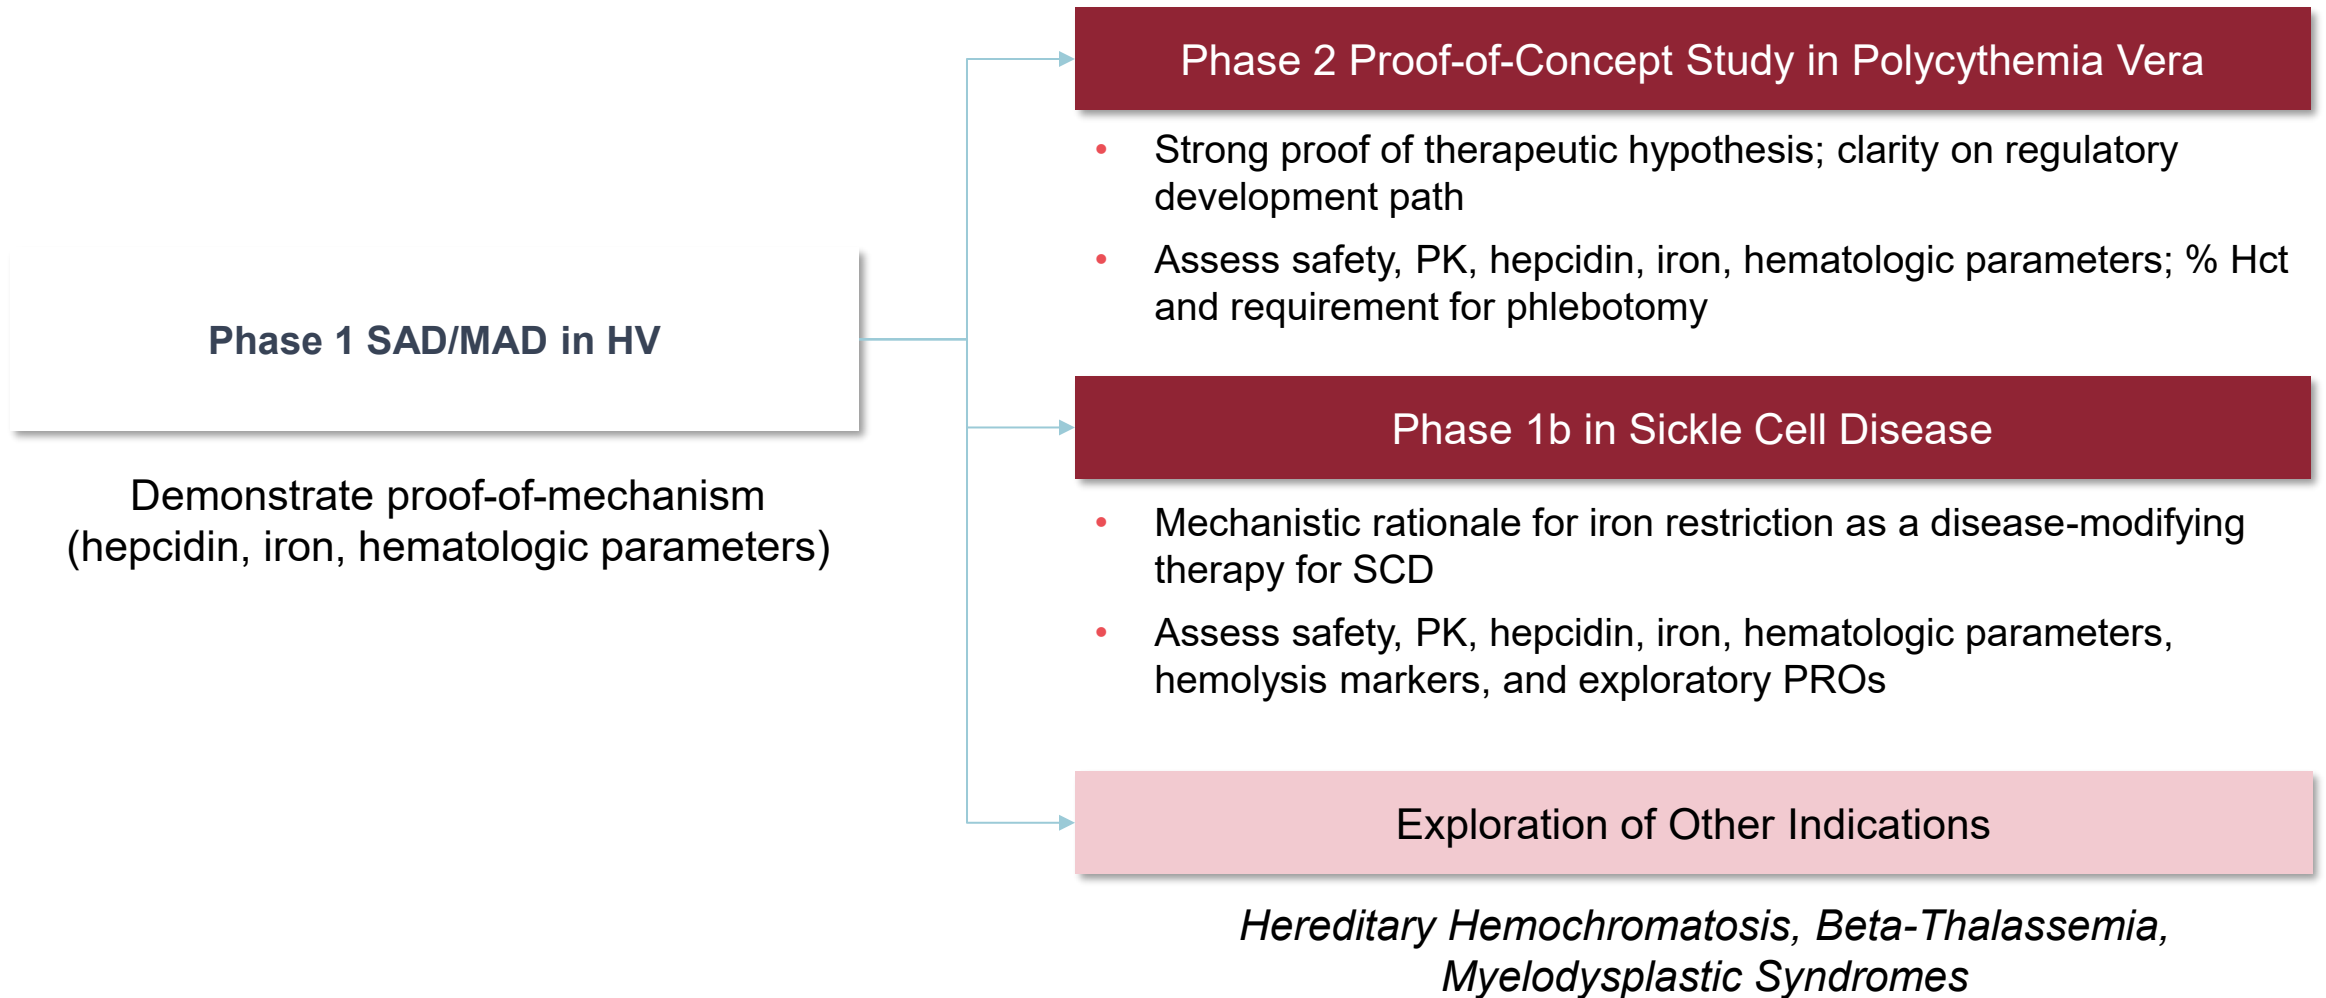 Phase 1 SAD/MAD in HV
Demonstrate proof-of-mechanism
(hepcidin, iron, hematologic parameters)
Phase 2 Proof-of-Concept Study in Polycythemia Vera
• Strong proof of therapeutic hypothesis; clarity on regulatory
development path
• Assess safety, PK, hepcidin, iron, hematologic parameters; % Hct
and requirement for phlebotomy
Phase 1b in Sickle Cell Disease
• Mechanistic rationale for iron restriction as a disease-modifying
therapy for SCD
• Assess safety, PK, hepcidin, iron, hematologic parameters,
hemolysis markers, and exploratory PROs
Exploration of Other Indications
Hereditary Hemochromatosis, Beta-Thalassemia,
Myelodysplastic Syndromes